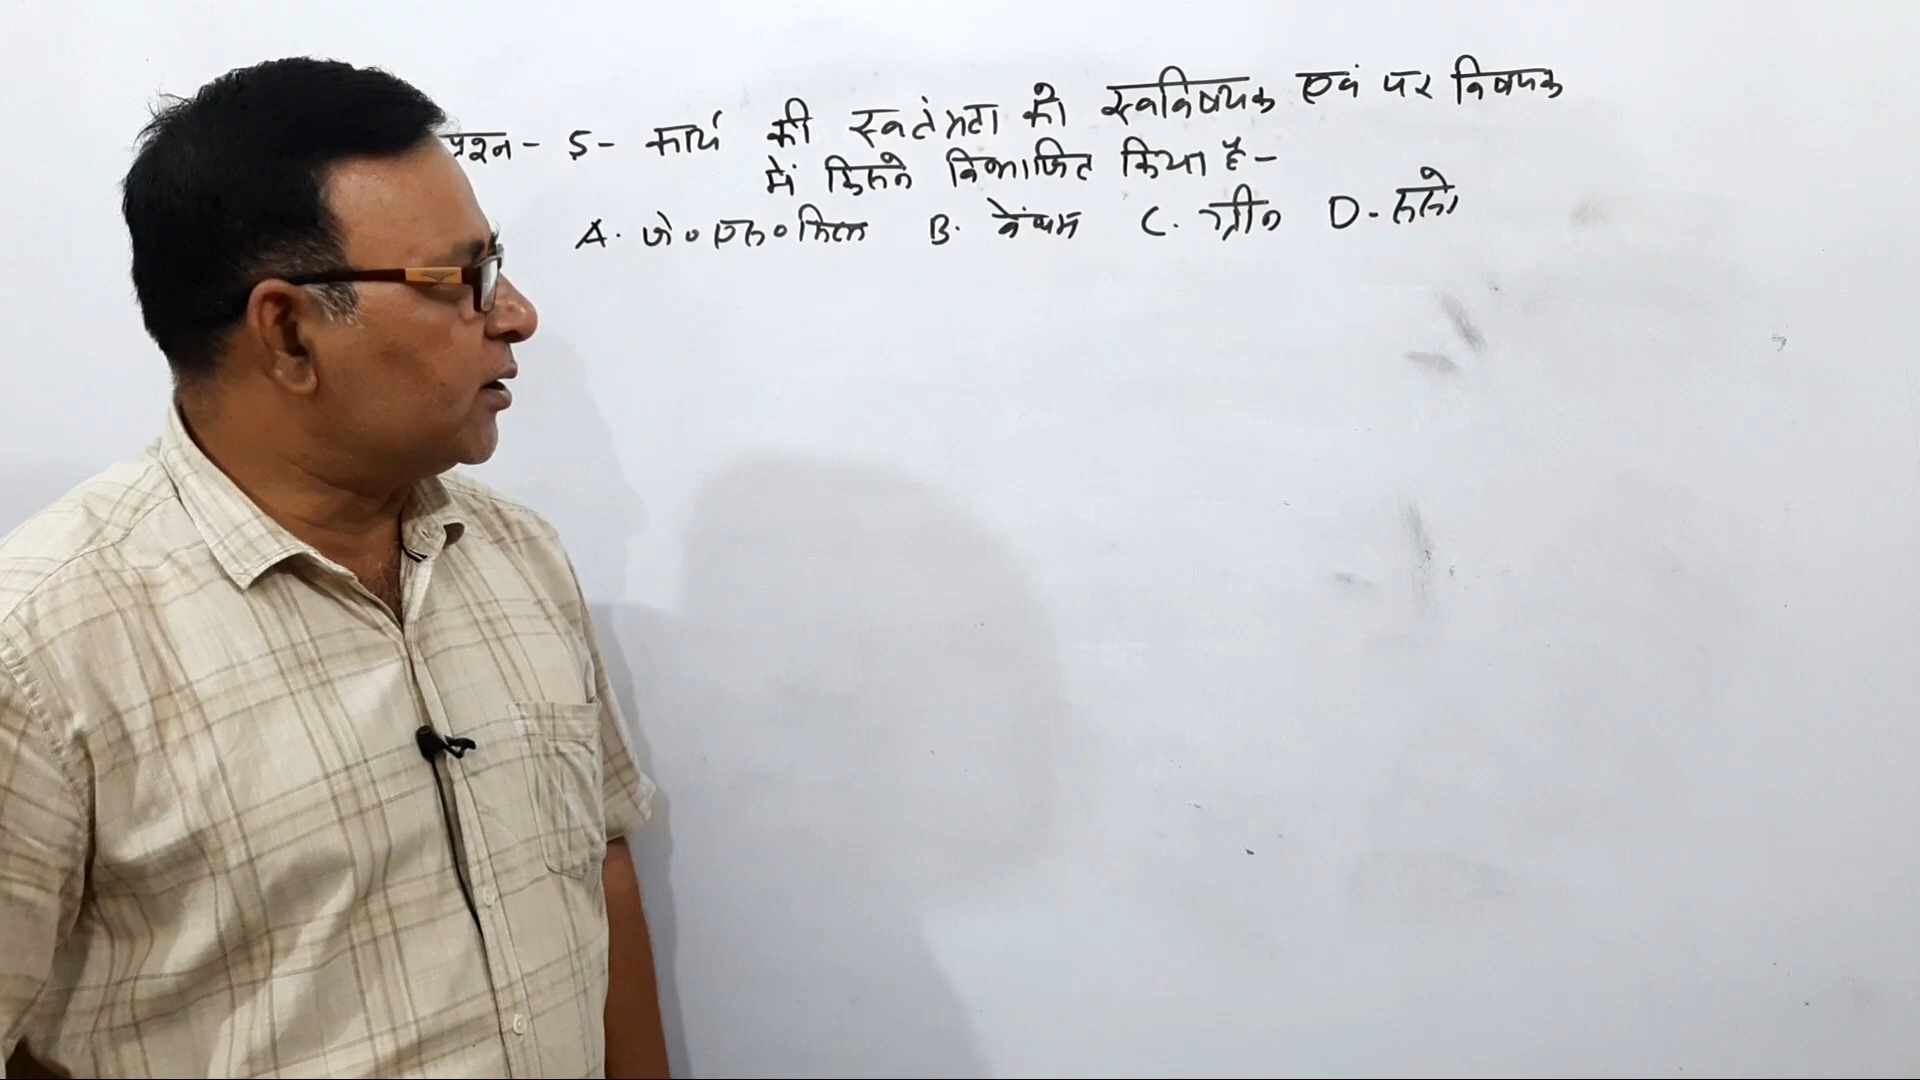 प्रश्न - 5 - कार्य की स्वतंत्रता को स्वविषयक एवं पर विषयक
में किसने विभाजित किया है -
A. जे० एस० मिल B. बेंथम C. ग्रीन D - रूसो